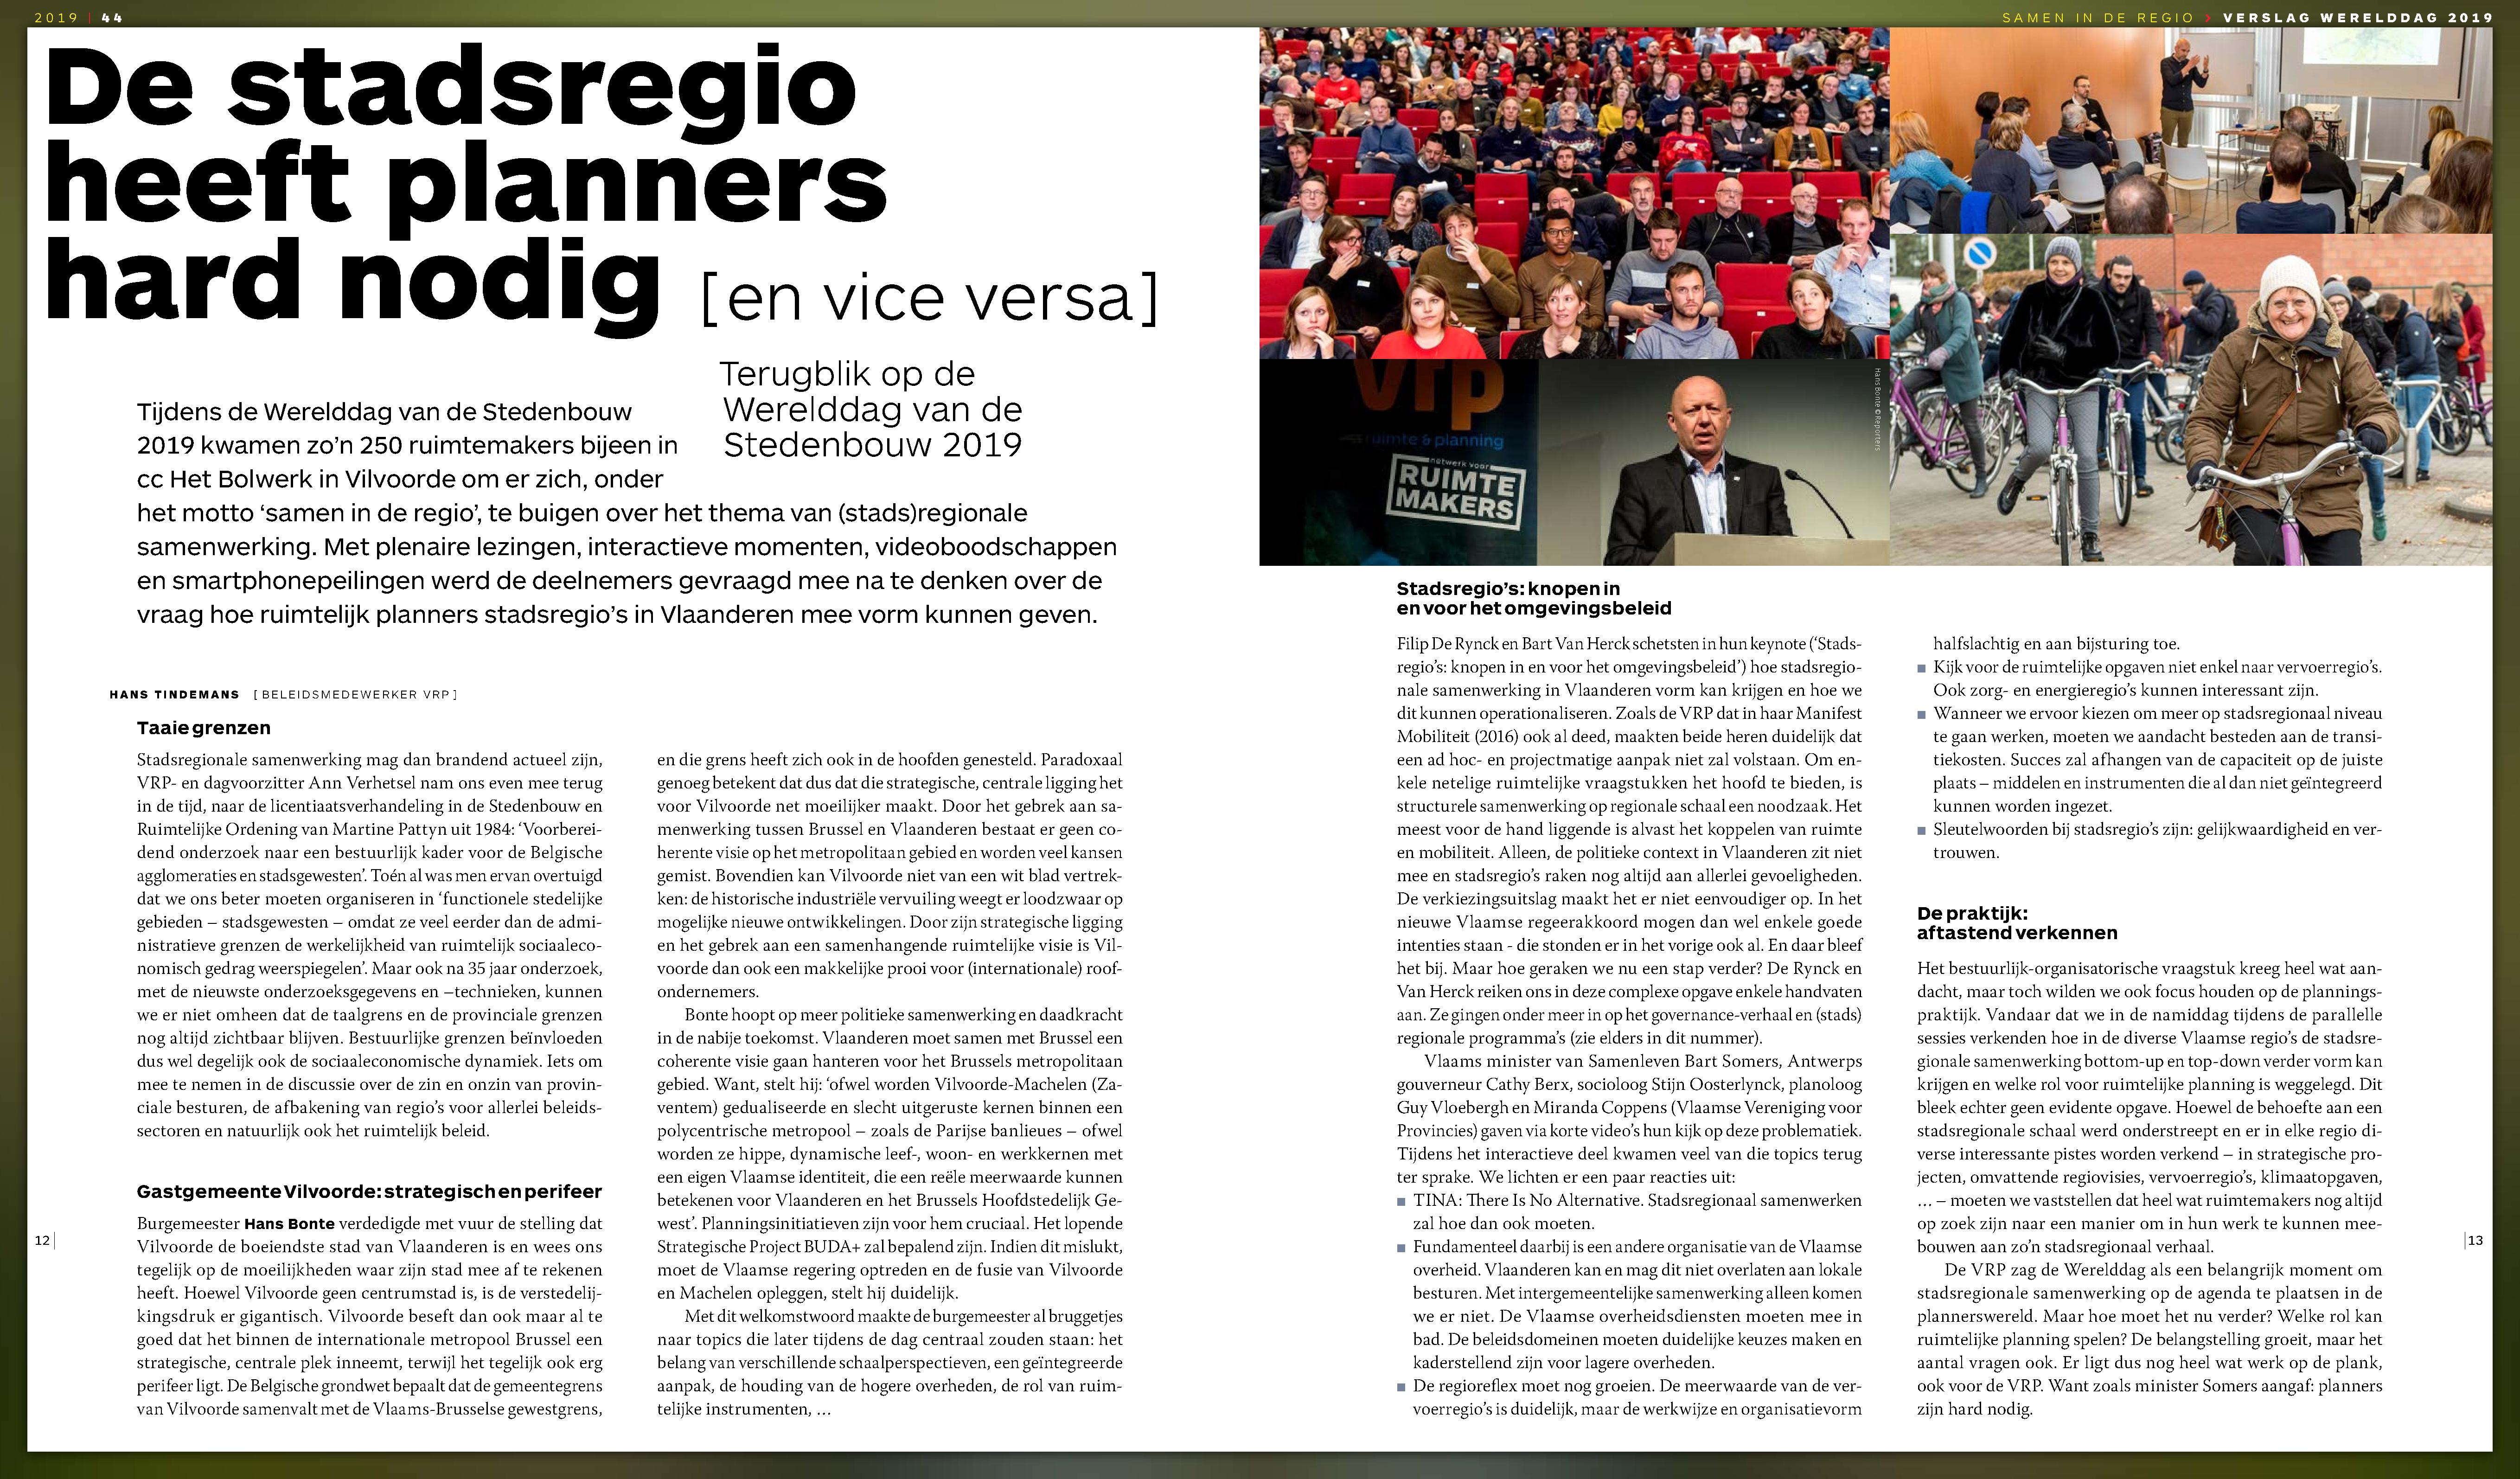 2019 | 44
SAMEN IN DE REGIO > VERSLAG WERELDDAG 2019
De stadsregio
heeft planners
hard nodig [en vice versa]
Terugblik op de
Werelddag van de
Stedenbouw 2019
Tijdens de Werelddag van de Stedenbouw
2019 kwamen zo’n 250 ruimtemakers bijeen in
cc Het Bolwerk in Vilvoorde om er zich, onder
het motto ‘samen in de regio’, te buigen over het thema van (stads)regionale
samenwerking. Met plenaire lezingen, interactieve momenten, videoboodschappen
en smartphonepeilingen werd de deelnemers gevraagd mee na te denken over de
vraag hoe ruimtelijk planners stadsregio’s in Vlaanderen mee vorm kunnen geven.
HANS TINDEMANS [BELEIDSMEDEWERKER VRP]
Taaie grenzen
Stadsregionale samenwerking mag dan brandend actueel zijn,
VRP- en dagvoorzitter Ann Verhetsel nam ons even mee terug
in de tijd, naar de licentiaatsverhandeling in de Stedenbouw en
Ruimtelijke Ordening van Martine Pattyn uit 1984: ‘Voorberei-
dend onderzoek naar een bestuurlijk kader voor de Belgische
agglomeraties en stadsgewesten’. Toén al was men ervan overtuigd
dat we ons beter moeten organiseren in ‘functionele stedelijke
gebieden – stadsgewesten – omdat ze veel eerder dan de admi-
nistratieve grenzen de werkelijkheid van ruimtelijk sociaaleco-
nomisch gedrag weerspiegelen’. Maar ook na 35 jaar onderzoek,
met de nieuwste onderzoeksgegevens en –technieken, kunnen
we er niet omheen dat de taalgrens en de provinciale grenzen
nog altijd zichtbaar blijven. Bestuurlijke grenzen beïnvloeden
dus wel degelijk ook de sociaaleconomische dynamiek. Iets om
mee te nemen in de discussie over de zin en onzin van provin-
ciale besturen, de afbakening van regio’s voor allerlei beleids-
sectoren en natuurlijk ook het ruimtelijk beleid.
Gastgemeente Vilvoorde: strategisch en perifeer
Burgemeester Hans Bonte verdedigde met vuur de stelling dat
Vilvoorde de boeiendste stad van Vlaanderen is en wees ons
tegelijk op de moeilijkheden waar zijn stad mee af te rekenen
heeft. Hoewel Vilvoorde geen centrumstad is, is de verstedelij-
kingsdruk er gigantisch. Vilvoorde beseft dan ook maar al te
goed dat het binnen de internationale metropool Brussel een
strategische, centrale plek inneemt, terwijl het tegelijk ook erg
perifeer ligt. De Belgische grondwet bepaalt dat de gemeentegrens
van Vilvoorde samenvalt met de Vlaams-Brusselse gewestgrens,
en die grens heeft zich ook in de hoofden genesteld. Paradoxaal
genoeg betekent dat dus dat die strategische, centrale ligging het
voor Vilvoorde net moeilijker maakt. Door het gebrek aan sa-
menwerking tussen Brussel en Vlaanderen bestaat er geen co-
herente visie op het metropolitaan gebied en worden veel kansen
gemist. Bovendien kan Vilvoorde niet van een wit blad vertrek-
ken: de historische industriële vervuiling weegt er loodzwaar op
mogelijke nieuwe ontwikkelingen. Door zijn strategische ligging
en het gebrek aan een samenhangende ruimtelijke visie is Vil-
voorde dan ook een makkelijke prooi voor (internationale) roof-
ondernemers.
Bonte hoopt op meer politieke samenwerking en daadkracht
in de nabije toekomst. Vlaanderen moet samen met Brussel een
coherente visie gaan hanteren voor het Brussels metropolitaan
gebied. Want, stelt hij: ‘ofwel worden Vilvoorde-Machelen (Za-
ventem) gedualiseerde en slecht uitgeruste kernen binnen een
polycentrische metropool – zoals de Parijse banlieues – ofwel
worden ze hippe, dynamische leef-, woon- en werkkernen met
een eigen Vlaamse identiteit, die een reële meerwaarde kunnen
betekenen voor Vlaanderen en het Brussels Hoofdstedelijk Ge-
west’. Planningsinitiatieven zijn voor hem cruciaal. Het lopende
Strategische Project BUDA+ zal bepalend zijn. Indien dit mislukt,
moet de Vlaamse regering optreden en de fusie van Vilvoorde
en Machelen opleggen, stelt hij duidelijk.
Met dit welkomstwoord maakte de burgemeester al bruggetjes
naar topics die later tijdens de dag centraal zouden staan: het
belang van verschillende schaalperspectieven, een geïntegreerde
aanpak, de houding van de hogere overheden, de rol van ruim-
telijke instrumenten, …
12
vrp
ruimte & planning
netwerk voor
RUIMTE
MAKERS
Hans Bonte © Reporters
Stadsregio’s: knopen in
en voor het omgevingsbeleid
Filip De Rynck en Bart Van Herck schetsten in hun keynote (‘Stads-
regio’s: knopen in en voor het omgevingsbeleid’) hoe stadsregio-
nale samenwerking in Vlaanderen vorm kan krijgen en hoe we
dit kunnen operationaliseren. Zoals de VRP dat in haar Manifest
Mobiliteit (2016) ook al deed, maakten beide heren duidelijk dat
een ad hoc- en projectmatige aanpak niet zal volstaan. Om en-
kele netelige ruimtelijke vraagstukken het hoofd te bieden, is
structurele samenwerking op regionale schaal een noodzaak. Het
meest voor de hand liggende is alvast het koppelen van ruimte
en mobiliteit. Alleen, de politieke context in Vlaanderen zit niet
mee en stadsregio’s raken nog altijd aan allerlei gevoeligheden.
De verkiezingsuitslag maakt het er niet eenvoudiger op. In het
nieuwe Vlaamse regeerakkoord mogen dan wel enkele goede
intenties staan - die stonden er in het vorige ook al. En daar bleef
het bij. Maar hoe geraken we nu een stap verder? De Rynck en
Van Herck reiken ons in deze complexe opgave enkele handvaten
aan. Ze gingen onder meer in op het governance-verhaal en (stads)
regionale programma’s (zie elders in dit nummer).
Vlaams minister van Samenleven Bart Somers, Antwerps
gouverneur Cathy Berx, socioloog Stijn Oosterlynck, planoloog
Guy Vloebergh en Miranda Coppens (Vlaamse Vereniging voor
Provincies) gaven via korte video’s hun kijk op deze problematiek.
Tijdens het interactieve deel kwamen veel van die topics terug
ter sprake. We lichten er een paar reacties uit:
■ TINA: There Is No Alternative. Stadsregionaal samenwerken
zal hoe dan ook moeten.
■ Fundamenteel daarbij is een andere organisatie van de Vlaamse
overheid. Vlaanderen kan en mag dit niet overlaten aan lokale
besturen. Met intergemeentelijke samenwerking alleen komen
we er niet. De Vlaamse overheidsdiensten moeten mee in
bad. De beleidsdomeinen moeten duidelijke keuzes maken en
kaderstellend zijn voor lagere overheden.
■ De regioreflex moet nog groeien. De meerwaarde van de ver-
voerregio’s is duidelijk, maar de werkwijze en organisatievorm
halfslachtig en aan bijsturing toe.
■ Kijk voor de ruimtelijke opgaven niet enkel naar vervoerregio’s.
Ook zorg- en energieregio’s kunnen interessant zijn.
■ Wanneer we ervoor kiezen om meer op stadsregionaal niveau
te gaan werken, moeten we aandacht besteden aan de transi-
tiekosten. Succes zal afhangen van de capaciteit op de juiste
plaats – middelen en instrumenten die al dan niet geïntegreerd
kunnen worden ingezet.
■ Sleutelwoorden bij stadsregio’s zijn: gelijkwaardigheid en ver-
trouwen.
De praktijk:
aftastend verkennen
Het bestuurlijk-organisatorische vraagstuk kreeg heel wat aan-
dacht, maar toch wilden we ook focus houden op de plannings-
praktijk. Vandaar dat we in de namiddag tijdens de parallelle
sessies verkenden hoe in de diverse Vlaamse regio’s de stadsre-
gionale samenwerking bottom-up en top-down verder vorm kan
krijgen en welke rol voor ruimtelijke planning is weggelegd. Dit
bleek echter geen evidente opgave. Hoewel de behoefte aan een
stadsregionale schaal werd onderstreept en er in elke regio di-
verse interessante pistes worden verkend – in strategische pro-
jecten, omvattende regiovisies, vervoerregio’s, klimaatopgaven,
… – moeten we vaststellen dat heel wat ruimtemakers nog altijd
op zoek zijn naar een manier om in hun werk te kunnen mee-
bouwen aan zo’n stadsregionaal verhaal.
De VRP zag de Werelddag als een belangrijk moment om
stadsregionale samenwerking op de agenda te plaatsen in de
plannerswereld. Maar hoe moet het nu verder? Welke rol kan
ruimtelijke planning spelen? De belangstelling groeit, maar het
aantal vragen ook. Er ligt dus nog heel wat werk op de plank,
ook voor de VRP. Want zoals minister Somers aangaf: planners
zijn hard nodig.
13